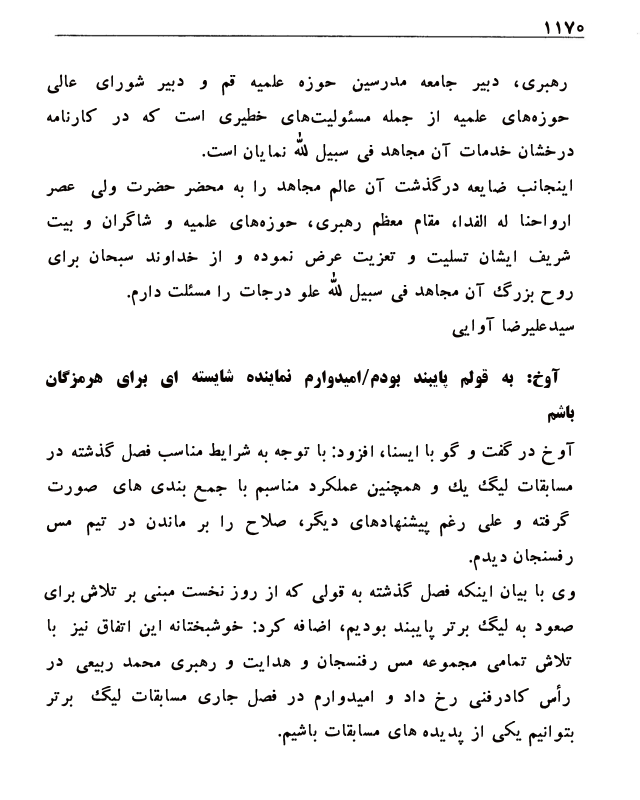 ۱۱۷۰
رهبری، دبیر جامعه مدرسین حوزه علمیه قم و دبیر شورای عالی
حوزه‌های علمیه از جمله مسئولیت‌های خطیری است که در کارنامه
درخشان خدمات آن مجاهد فی سبیل الله نمایان است.
اینجانب ضایعه درگذشت آن عالم مجاهد را به محضر حضرت ولی عصر
ارواحنا له الفدا، مقام معظم رهبری، حوزه‌های علمیه و شاگران و بیت
شریف ایشان تسلیت و تعزیت عرض نموده و از خداوند سبحان برای
روح بزرگ آن مجاهد فی سبیل الله علو درجات را مسئلت دارم.
سیدعلیرضا آوایی
آوخ: به قولم پایبند بودم/امیدوارم نماینده شایسته ای برای هرمزگان
باشم
آوخ در گفت و گو با ایسنا، افزود: با توجه به شرایط مناسب فصل گذشته در
مسابقات لیگ یک و همچنین عملکرد مناسبم با جمع بندی های صورت
گرفته و علی رغم پیشنهادهای دیگر، صلاح را بر ماندن در تیم مس
رفسنجان دیدم.
وی با بیان اینکه فصل گذشته به قولی که از روز نخست مبنی بر تلاش برای
صعود به لیگ برتر پایبند بودیم، اضافه کرد: خوشبختانه این اتفاق نیز با
تلاش تمامی مجموعه مس رفنسجان و هدایت و رهبری محمد ربیعی در
رأس کادرفنی رخ داد و امیدوارم در فصل جاری مسابقات لیگ برتر
بتوانیم یکی از پدیده های مسابقات باشیم.